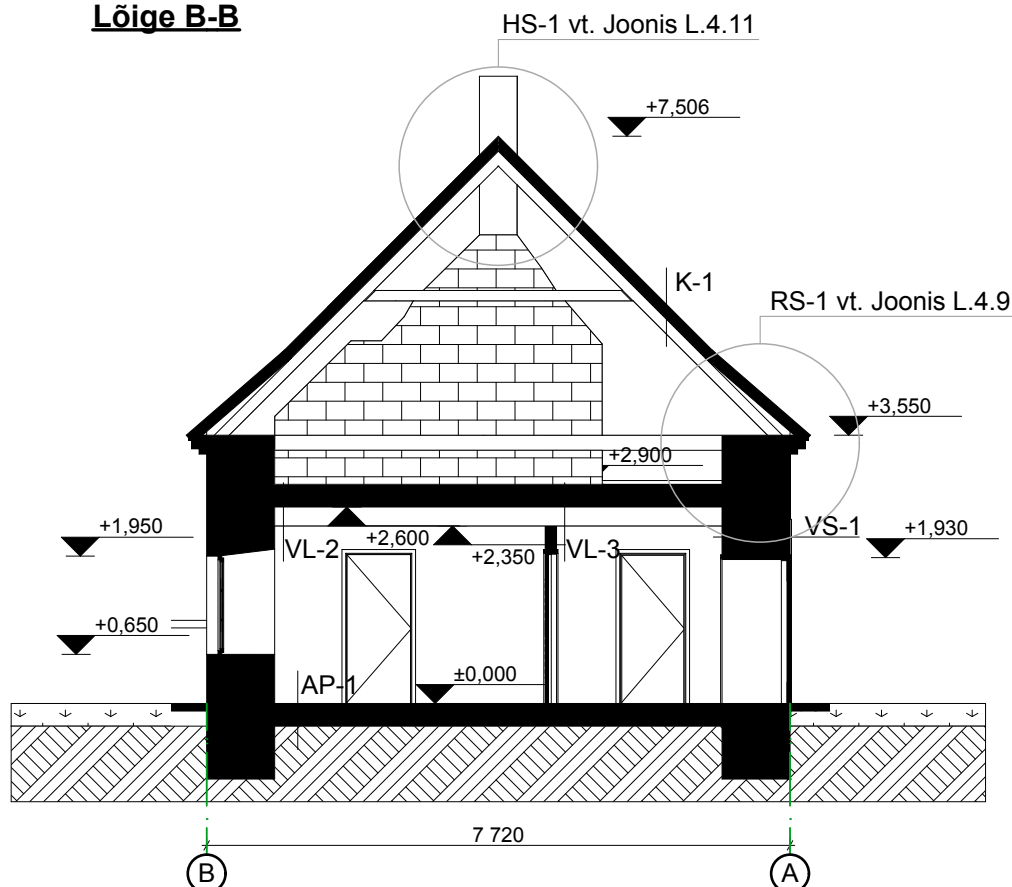 Lõige B-B
HS-1 vt. Joonis L.4.11
+7,506
K-1
RS-1 vt. Joonis L.4.9
+3,550
+2,900
+1,950
VL-2
+2,600
+2,350
VL-3
VS-1
+1,930
+0,650
AP-1
±0,000
7 720
B
A